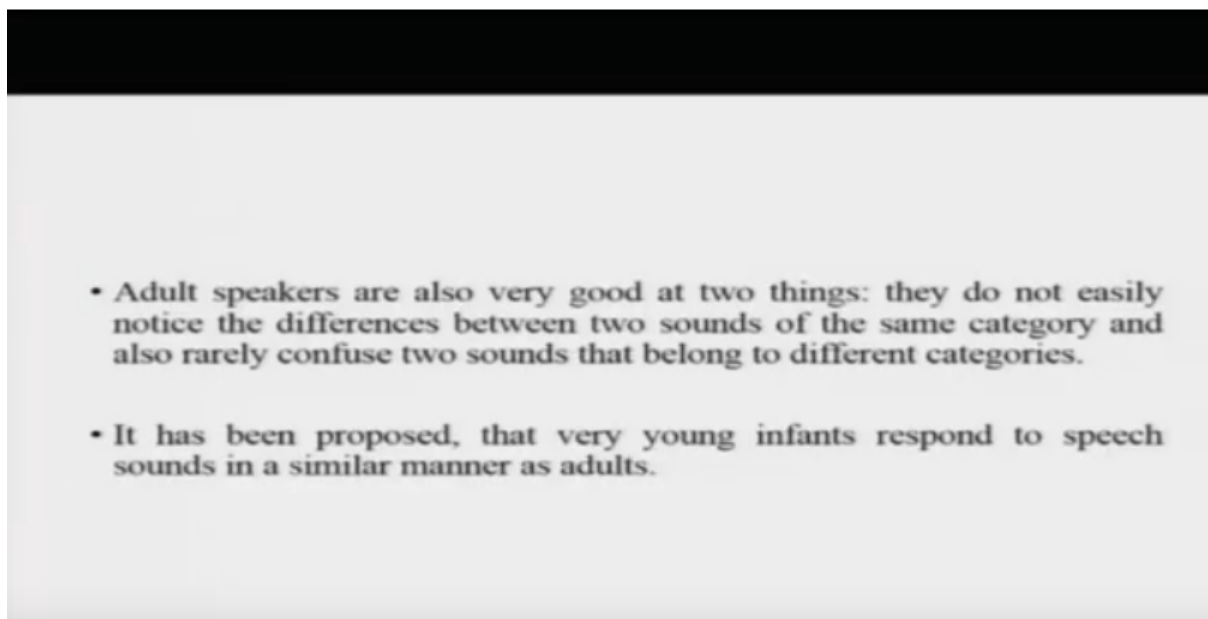 • Adult speakers are also very good at two things: they do not easily
notice the differences between two sounds of the same category and
also rarely confuse two sounds that belong to different categories.
• It has been proposed, that very young infants respond to speech
sounds in a similar manner as adults.